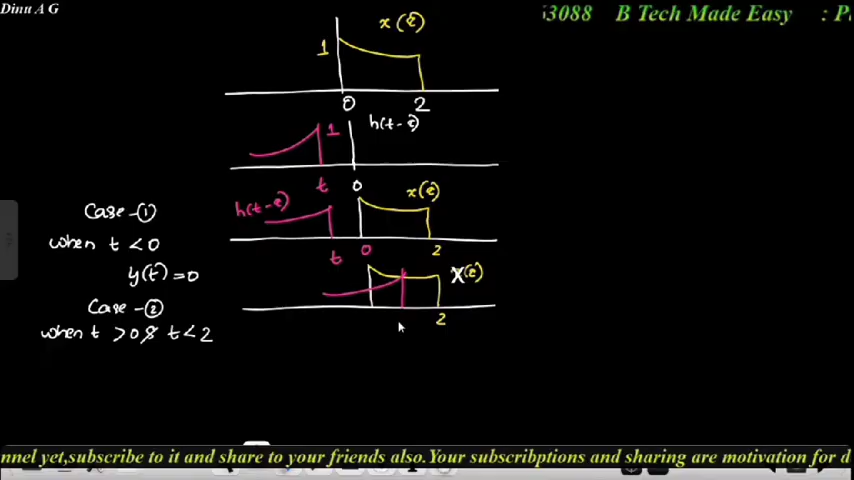 Dinu A G
63088 B Tech Made Easy : P
x(τ)
1
0 2
h(t-τ)
1
t 0
h(t-τ) x(τ)
t 0 2
x(τ)
2
Case-①
when t <0
y(t) =0
Case-②
when t >0 & t<2
nnel yet,subscribe to it and share to your friends also.Your subscribptions and sharing are motivation for d